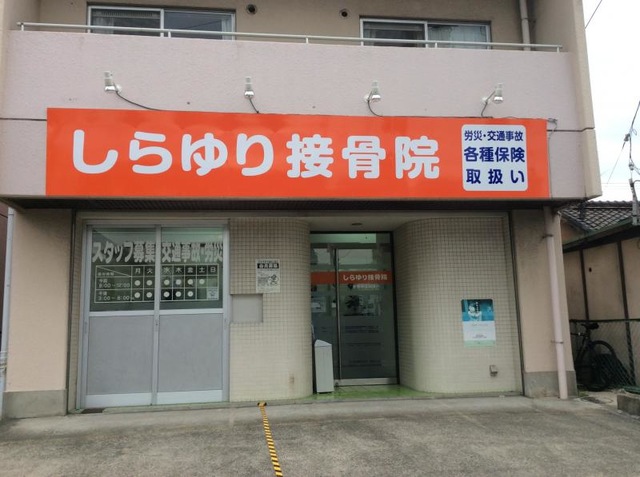 しらゆり接骨院
労災・交通事故
各種保険
取扱い
スタッフ募集 交通事故・労災
月 火 水 木 金 土 日
しらゆり接骨院